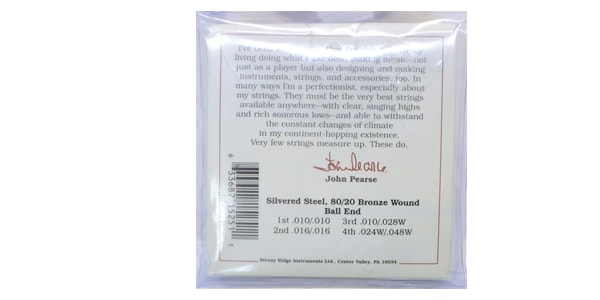 I've been
living doing what I like best, making music--not
just as a player but also designing and making
instruments, strings, and accessories, too. In
many ways I'm a perfectionist, especially about
my strings. They must be the very best strings
available anywhere--with clear, singing highs
and rich sonorous lows--and able to withstand
the constant changes of climate
in my continent-hopping existence.
Very few strings measure up. These do.
John Pearse
John Pearse
Silvered Steel, 80/20 Bronze Wound
Ball End
1st .010/.010 3rd .010/.028W
2nd .016/.016 4th .024W/.048W
Breezy Ridge Instruments Ltd., Center Valley, PA 18034